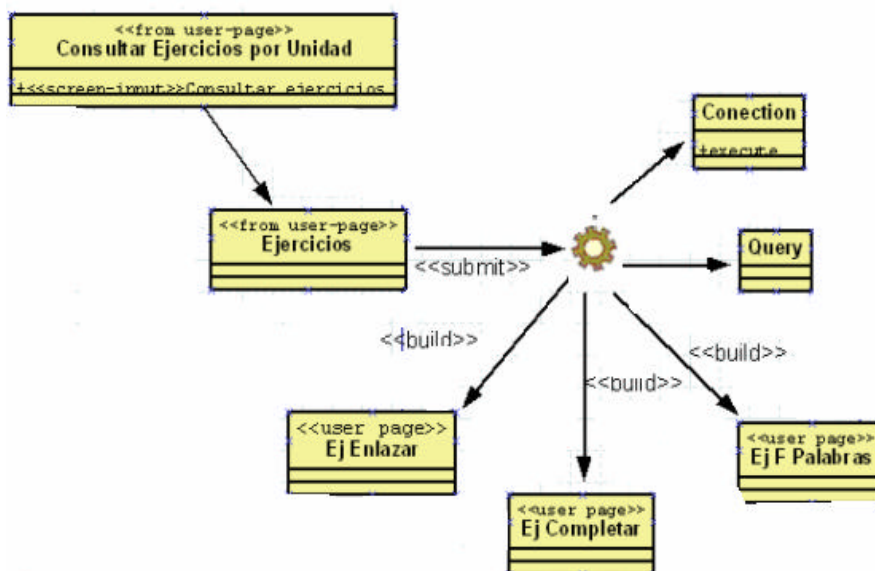 <<from user-page>>
Consultar Ejercicios por Unidad
+<<screen-input>>Consultar ejercicios
Conection
+execute
<<from user-page>>
Ejercicios
<<submit>>
Query
<<build>>
<<build>>
<<build>>
<<user page>>
Ej Enlazar
<<user page>>
Ej F Palabras
<<user page>>
Ej Completar